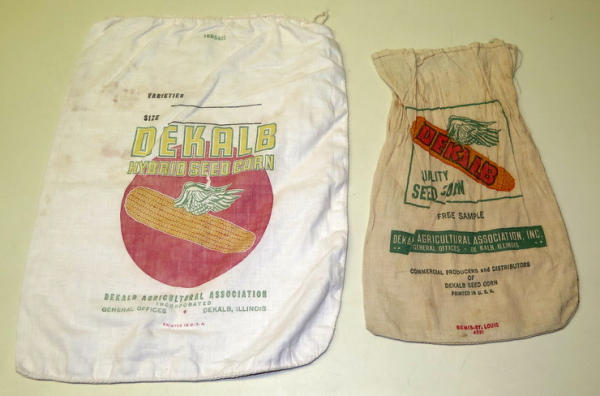 VARIETIES
SIZE
DEKALB
HYBRID SEED CORN
DEKALB AGRICULTURAL ASSOCIATION
INCORPORATED
GENERAL OFFICES • DEKALB, ILLINOIS
PRINTED IN U.S.A.
DEKALB
SEED CORN
FREE SAMPLE
DEKA AGRICULTURAL ASSOCIATION, INC.
GENERAL OFFICES - DE KALB, ILLINOIS
COMMERCIAL PRODUCERS and DISTRIBUTORS
OF
DEKALB SEED CORN
PRINTED IN U.S.A.
BEMIS-ST. LOUIS